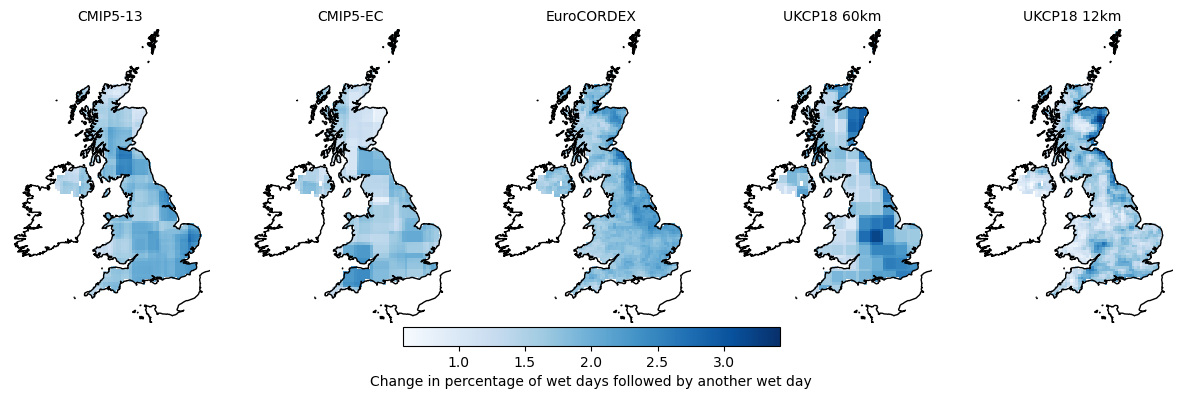 CMIP5-13
CMIP5-EC
EuroCORDEX
UKCP18 60km
UKCP18 12km
1.0
1.5
2.0
2.5
3.0
Change in percentage of wet days followed by another wet day